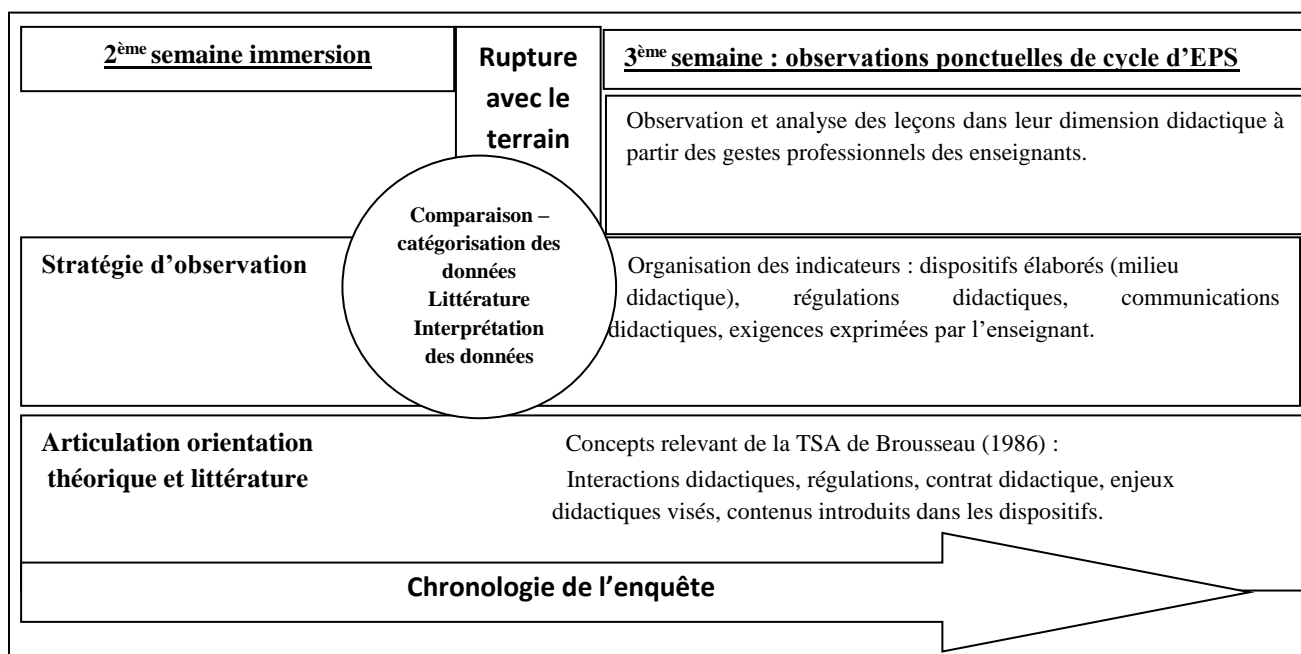 2ème semaine immersion
Rupture
avec le
terrain
3ème semaine : observations ponctuelles de cycle d’EPS
Observation et analyse des leçons dans leur dimension didactique à
partir des gestes professionnels des enseignants.
Comparaison –
catégorisation des
données
Littérature
Interprétation
des données
Stratégie d’observation
Organisation des indicateurs : dispositifs élaborés (milieu
didactique), régulations didactiques, communications
didactiques, exigences exprimées par l’enseignant.
Articulation orientation
théorique et littérature
Concepts relevant de la TSA de Brousseau (1986) :
Interactions didactiques, régulations, contrat didactique, enjeux
didactiques visés, contenus introduits dans les dispositifs.
Chronologie de l’enquête